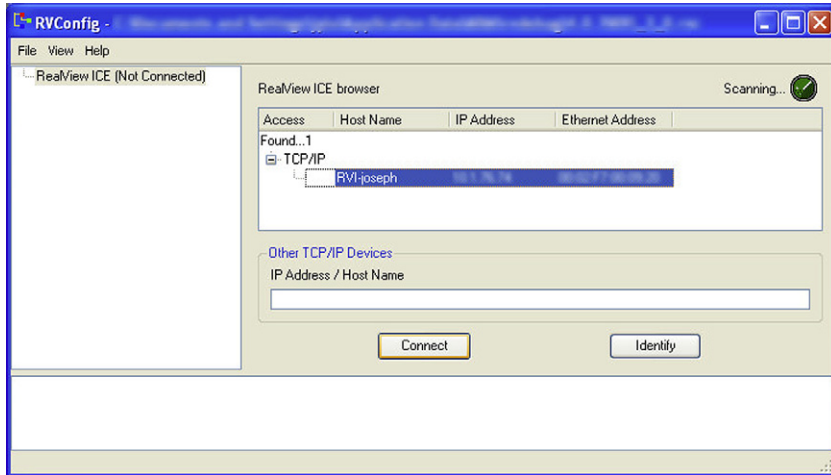 RVConfig -
File View Help
RealView ICE (Not Connected)
RealView ICE browser
Scanning...
Access Host Name IP Address Ethernet Address
Found...1
TCP/IP
RVI-joseph
Other TCP/IP Devices
IP Address / Host Name
Connect Identify